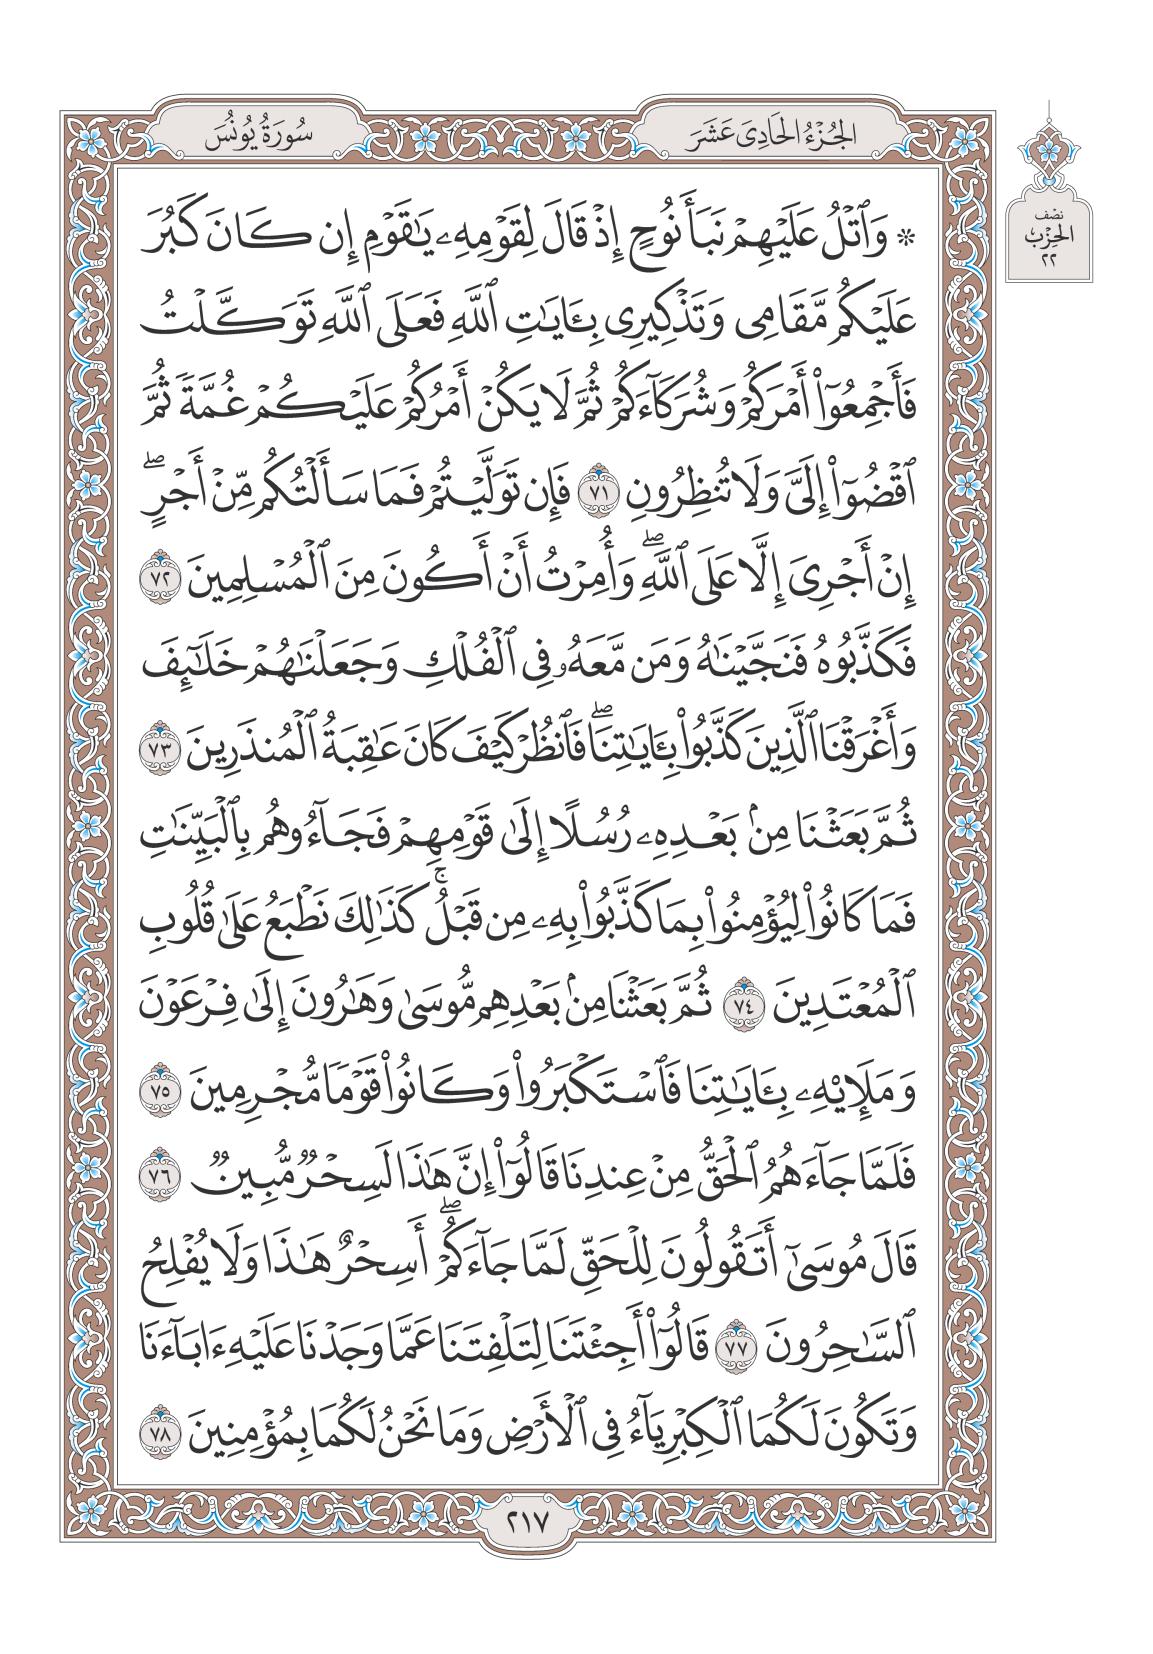 الجُزْءُ الحَادِىَ عَشَرَ
سُورَةُ يُونُسَ
نصف
الحِزْبُ
٢٢
* وَٱتْلُ عَلَيْهِمْ نَبَأَ نُوحٍ إِذْ قَالَ لِقَوْمِهِۦ يَٰقَوْمِ إِن كَانَ كَبُرَ
عَلَيْكُم مَّقَامِى وَتَذْكِيرِى بِـَٔايَٰتِ ٱللَّهِ فَعَلَى ٱللَّهِ تَوَكَّلْتُ
فَأَجْمِعُوٓا۟ أَمْرَكُمْ وَشُرَكَآءَكُمْ ثُمَّ لَا يَكُنْ أَمْرُكُمْ عَلَيْكُمْ غُمَّةً ثُمَّ
ٱقْضُوٓا۟ إِلَىَّ وَلَا تُنظِرُونِ ٧١ فَإِن تَوَلَّيْتُمْ فَمَا سَأَلْتُكُم مِّنْ أَجْرٍۖ
إِنْ أَجْرِىَ إِلَّا عَلَى ٱللَّهِۖ وَأُمِرْتُ أَنْ أَكُونَ مِنَ ٱلْمُسْلِمِينَ ٧٢
فَكَذَّبُوهُ فَنَجَّيْنَٰهُ وَمَن مَّعَهُۥ فِى ٱلْفُلْكِ وَجَعَلْنَٰهُمْ خَلَٰٓئِفَ
وَأَغْرَقْنَا ٱلَّذِينَ كَذَّبُوا۟ بِـَٔايَٰتِنَاۖ فَٱنظُرْ كَيْفَ كَانَ عَٰقِبَةُ ٱلْمُنذَرِينَ ٧٣
ثُمَّ بَعَثْنَا مِنۢ بَعْدِهِۦ رُسُلًا إِلَىٰ قَوْمِهِمْ فَجَآءُوهُم بِٱلْبَيِّنَٰتِ
فَمَا كَانُوا۟ لِيُؤْمِنُوا۟ بِمَا كَذَّبُوا۟ بِهِۦ مِن قَبْلُۚ كَذَٰلِكَ نَطْبَعُ عَلَىٰ قُلُوبِ
ٱلْمُعْتَدِينَ ٧٤ ثُمَّ بَعَثْنَا مِنۢ بَعْدِهِم مُّوسَىٰ وَهَٰرُونَ إِلَىٰ فِرْعَوْنَ
وَمَلَإِي۟هِۦ بِـَٔايَٰتِنَا فَٱسْتَكْبَرُوا۟ وَكَانُوا۟ قَوْمًا مُّجْرِمِينَ ٧٥
فَلَمَّا جَآءَهُمُ ٱلْحَقُّ مِنْ عِندِنَا قَالُوٓا۟ إِنَّ هَٰذَا لَسِحْرٌ مُّبِينٌ ٧٦
قَالَ مُوسَىٰٓ أَتَقُولُونَ لِلْحَقِّ لَمَّا جَآءَكُمْۖ أَسِحْرٌ هَٰذَا وَلَا يُفْلِحُ
ٱلسَّٰحِرُونَ ٧٧ قَالُوٓا۟ أَجِئْتَنَا لِتَلْفِتَنَا عَمَّا وَجَدْنَا عَلَيْهِ ءَابَآءَنَا
وَتَكُونَ لَكُمَا ٱلْكِبْرِيَآءُ فِى ٱلْأَرْضِ وَمَا نَحْنُ لَكُمَا بِمُؤْمِنِينَ ٧٨
٢١٧